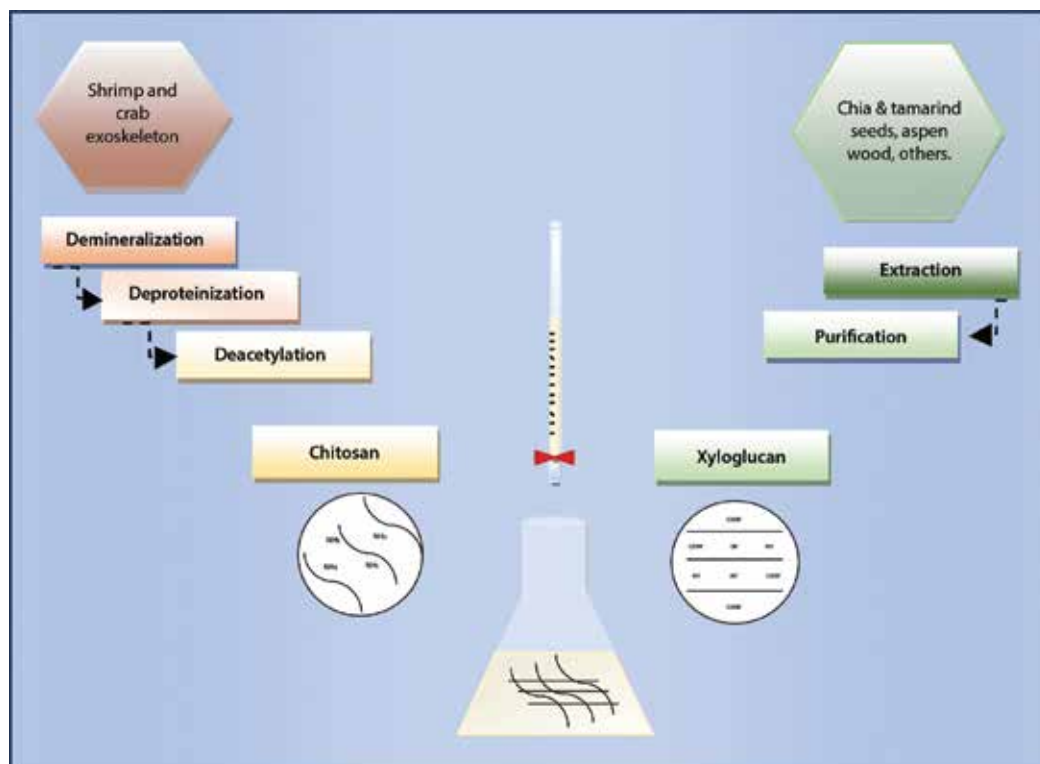 Shrimp and
crab
exoskeleton
Demineralization
Deproteinization
Deacetylation
Chitosan
Chia & tamarind
seeds, aspen
wood, others.
Extraction
Purification
Xyloglucan